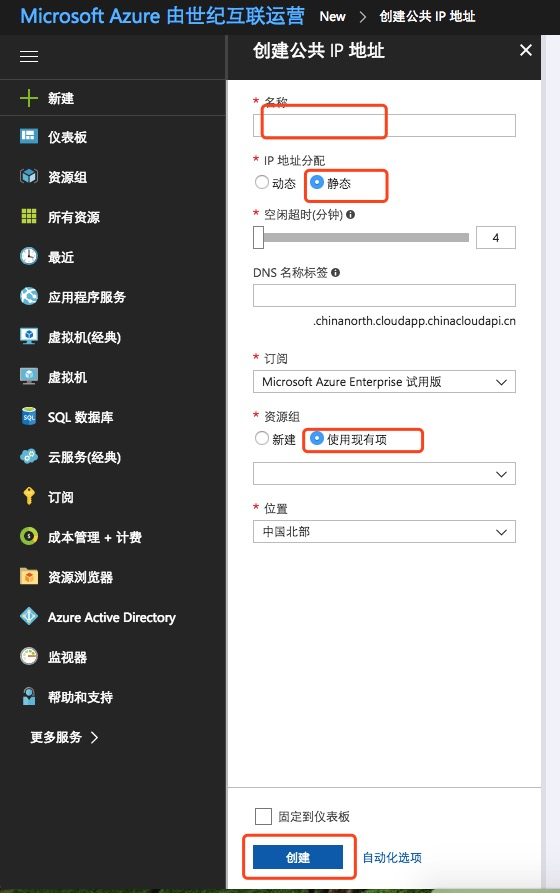 Microsoft Azure 由世纪互联运营 New > 创建公共 IP 地址
创建公共 IP 地址
新建
仪表板
资源组
所有资源
最近
应用程序服务
虚拟机(经典)
虚拟机
SQL 数据库
云服务(经典)
订阅
成本管理 + 计费
资源浏览器
Azure Active Directory
监视器
帮助和支持
更多服务 >
* 名称
* IP 地址分配
动态 静态
* 空闲超时(分钟)
4
DNS 名称标签
.chinanorth.cloudapp.chinacloudapi.cn
* 订阅
Microsoft Azure Enterprise 试用版
* 资源组
新建 使用现有项
* 位置
中国北部
固定到仪表板
创建 自动化选项